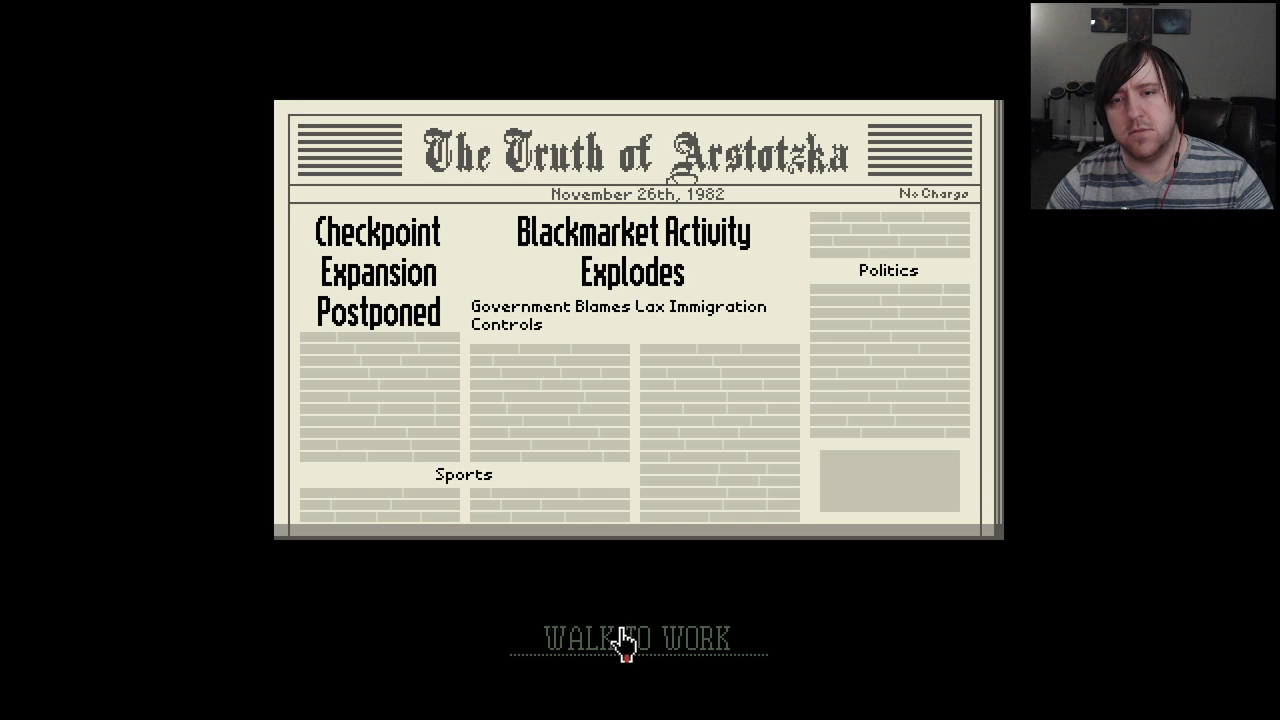 The Truth of Arstotzka
November 26th, 1982
No Charge
Checkpoint
Expansion
Postponed
Blackmarket Activity
Explodes
Government Blames Lax Immigration
Controls
Politics
Sports
WALK TO WORK